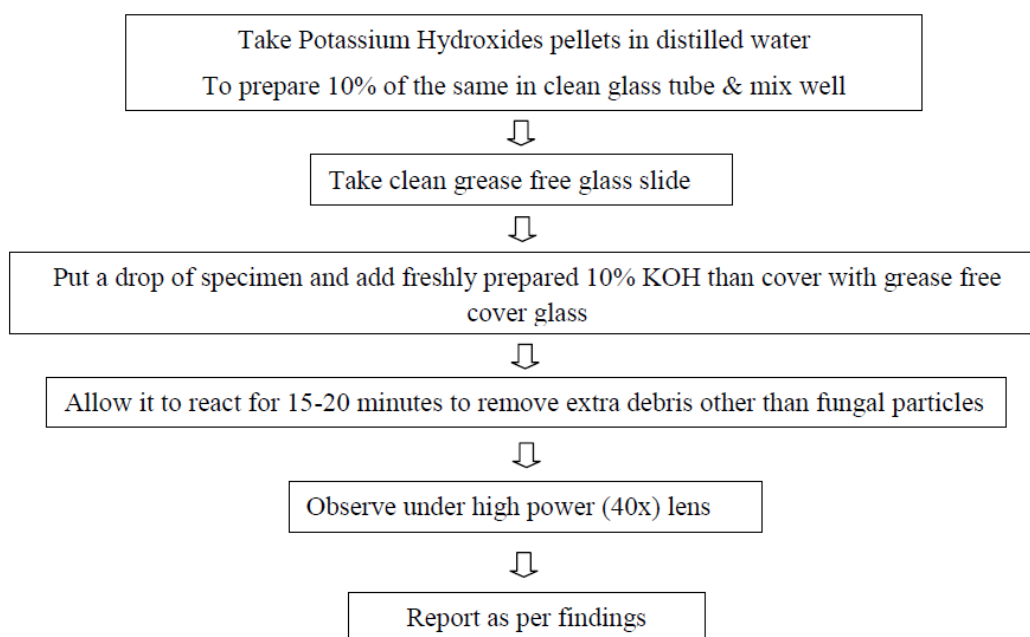 Take Potassium Hydroxides pellets in distilled water
To prepare 10% of the same in clean glass tube & mix well
Take clean grease free glass slide
Put a drop of specimen and add freshly prepared 10% KOH than cover with grease free
cover glass
Allow it to react for 15-20 minutes to remove extra debris other than fungal particles
Observe under high power (40x) lens
Report as per findings